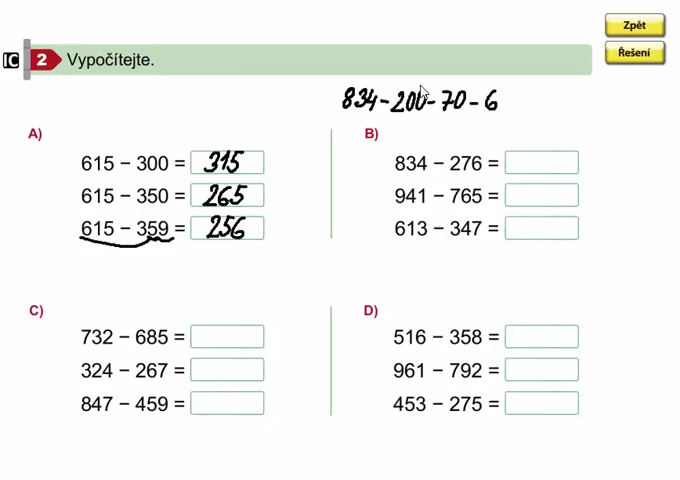 Zpět
Řešení
IC 2 Vypočítejte.
834-200-70-6
A)
615 − 300 = 315
615 − 350 = 265
615 − 359 = 256
B)
834 − 276 =
941 − 765 =
613 − 347 =
C)
732 − 685 =
324 − 267 =
847 − 459 =
D)
516 − 358 =
961 − 792 =
453 − 275 =